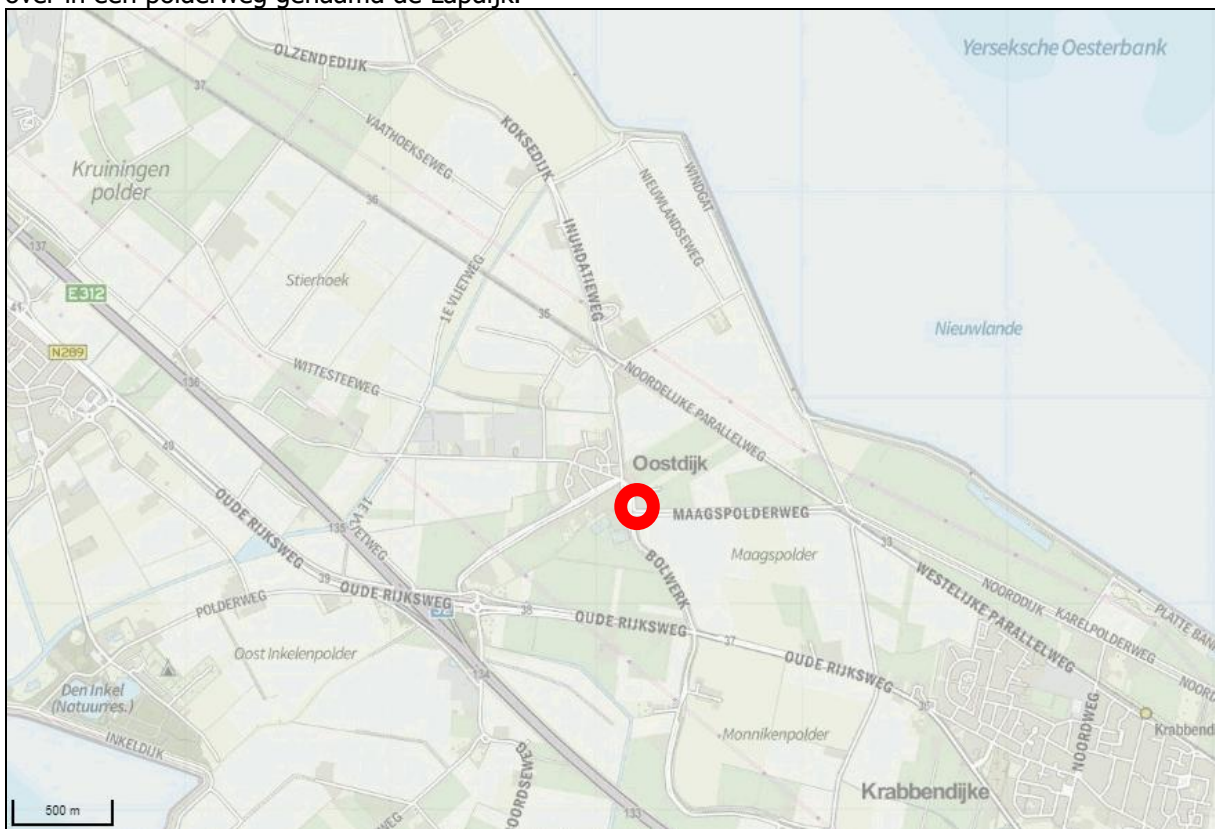 over in een polderweg genaamd de Zapdijk.
Yerseksche Oesterbank
OLZENDEDIJK
37
VAATHOEKSEWEG
KOKSEDIJK
Kruiningen
polder
36
NIEUWLANDSEWEG
WINDGAT
137
INUNDATIEWEG
1E VLIETWEG
Stierhoek
E312
41
35
Nieuwlande
N289
136
WITTESTEEWEG
NOORDELIJKE PARALLELWEG
40
Oostdijk
MAAGSPOLDERWEG
OUDE RIJKSWEG
135
1E VLIETWEG
33
Maagspolder
BOLWERK
39
OUDE RIJKSWEG
POLDERWEG
38
OUDE RIJKSWEG
37
WESTELIJKE PARALLELWEG
NOORDDIJK
KARELPOLDERWEG
PLATTE BANK
Oost Inkelenpolder
134
OUDE RIJKSWEG
Den Inkel
(Natuurres.)
NOORD
NOORDWEG
Krabbend
INKELDIJK
Monnikenpolder
Krabbendijke
500 m
133